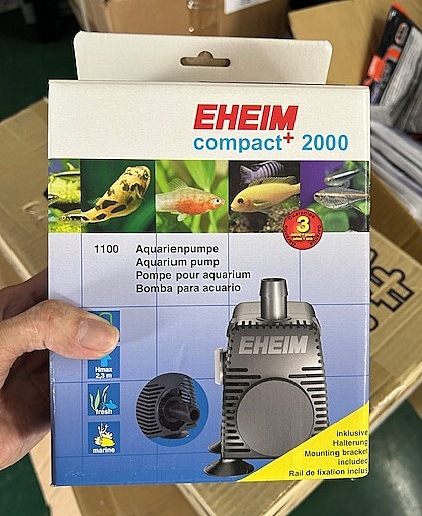 EHEIM
compact+ 2000
3
1100
Aquarienpumpe
Aquarium pump
Pompe pour aquarium
Bomba para acuario
Hmax
2,3 m
fresh
marine
EHEIM
inklusive
Halterung
Mounting bracket
included
Rail de fixation inclus